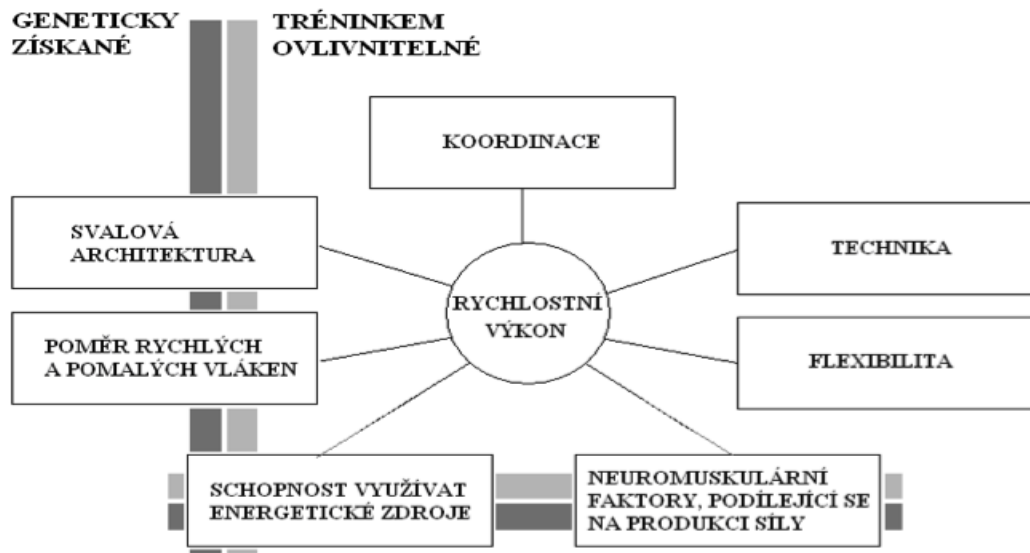 GENETICKY
ZÍSKANÉ
TRÉNINKEM
OVLIVNITELNÉ
KOORDINACE
SVALOVÁ
ARCHITEKTURA
TECHNIKA
RYCHLOSTNÍ
VÝKON
POMĚR RYCHLÝCH
A POMALÝCH VLÁKEN
FLEXIBILITA
SCHOPNOST VYUŽÍVAT
ENERGETICKÉ ZDROJE
NEUROMUSKULÁRNÍ
FAKTORY, PODÍLEJÍCÍ SE
NA PRODUKCI SÍLY